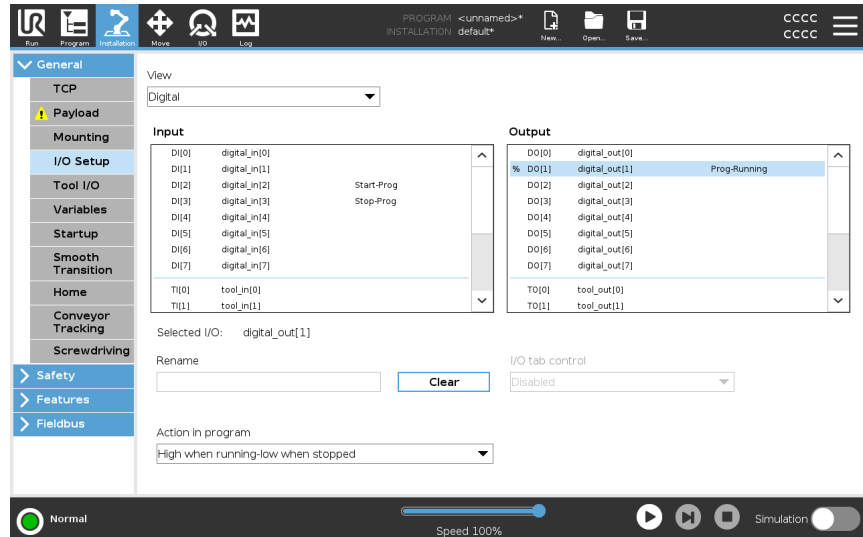 UR
PROGRAM <unnamed>*
INSTALLATION default*
CCCC
CCCC
Run Program Installation Move I/O Log New... Open... Save...
General
TCP
Payload
Mounting
I/O Setup
Tool I/O
Variables
Startup
Smooth
Transition
Home
Conveyor
Tracking
Screwdriving
Safety
Features
Fieldbus
View
Digital
Input
DI[0] digital_in[0]
DI[1] digital_in[1]
DI[2] digital_in[2] Start-Prog
DI[3] digital_in[3] Stop-Prog
DI[4] digital_in[4]
DI[5] digital_in[5]
DI[6] digital_in[6]
DI[7] digital_in[7]
TI[0] tool_in[0]
TI[1] tool_in[1]
Output
DO[0] digital_out[0]
% DO[1] digital_out[1] Prog-Running
DO[2] digital_out[2]
DO[3] digital_out[3]
DO[4] digital_out[4]
DO[5] digital_out[5]
DO[6] digital_out[6]
DO[7] digital_out[7]
TO[0] tool_out[0]
TO[1] tool_out[1]
Selected I/O: digital_out[1]
Rename
Clear
I/O tab control
Disabled
Action in program
High when running-low when stopped
Normal
Speed 100%
Simulation